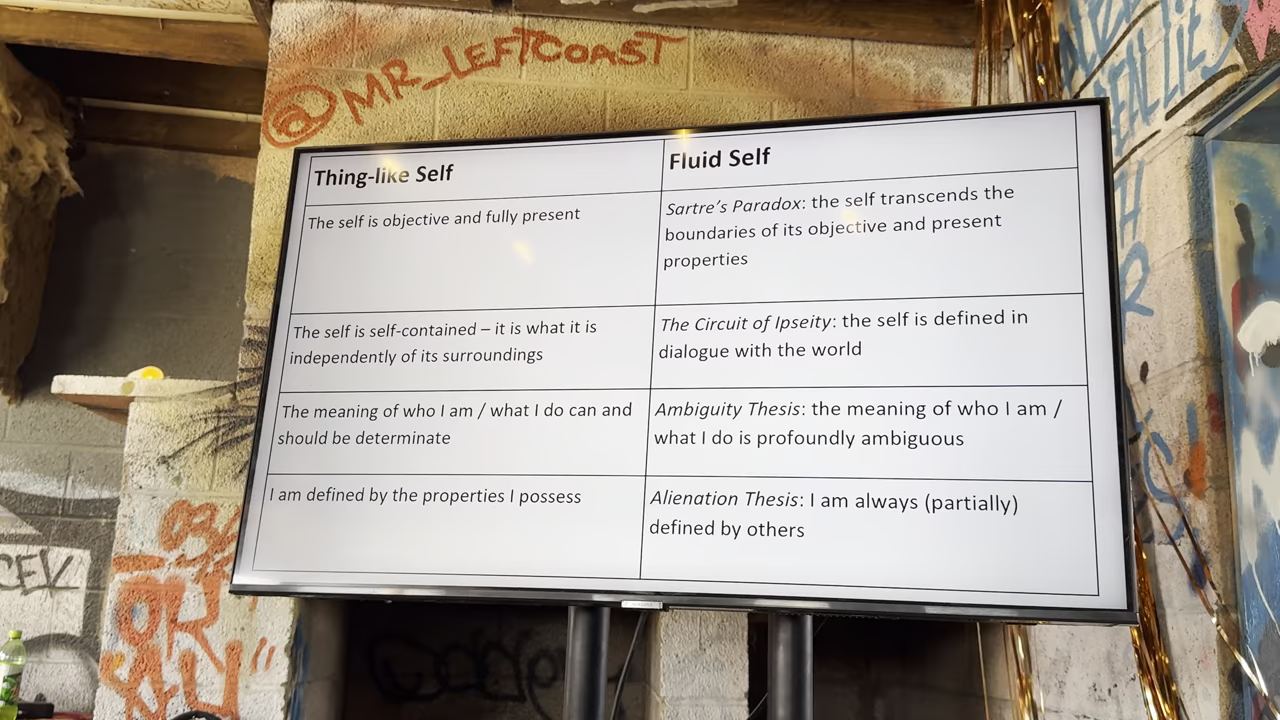 @MR_LEFTCOAST
Thing-like Self
Fluid Self
The self is objective and fully present
Sartre's Paradox: the self transcends the
boundaries of its objective and present
properties
The self is self-contained – it is what it is
independently of its surroundings
The Circuit of Ipseity: the self is defined in
dialogue with the world
The meaning of who I am / what I do can and
should be determinate
Ambiguity Thesis: the meaning of who I am /
what I do is profoundly ambiguous
I am defined by the properties I possess
Alienation Thesis: I am always (partially)
defined by others